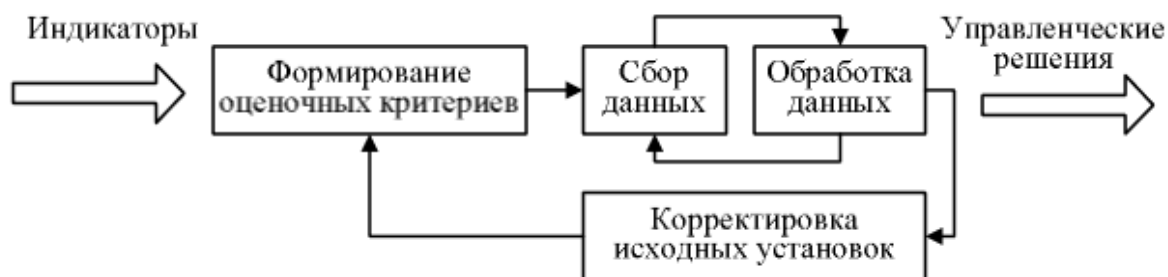 Индикаторы
Формирование
оценочных критериев
Сбор
данных
Обработка
данных
Управленческие
решения
Корректировка
исходных установок